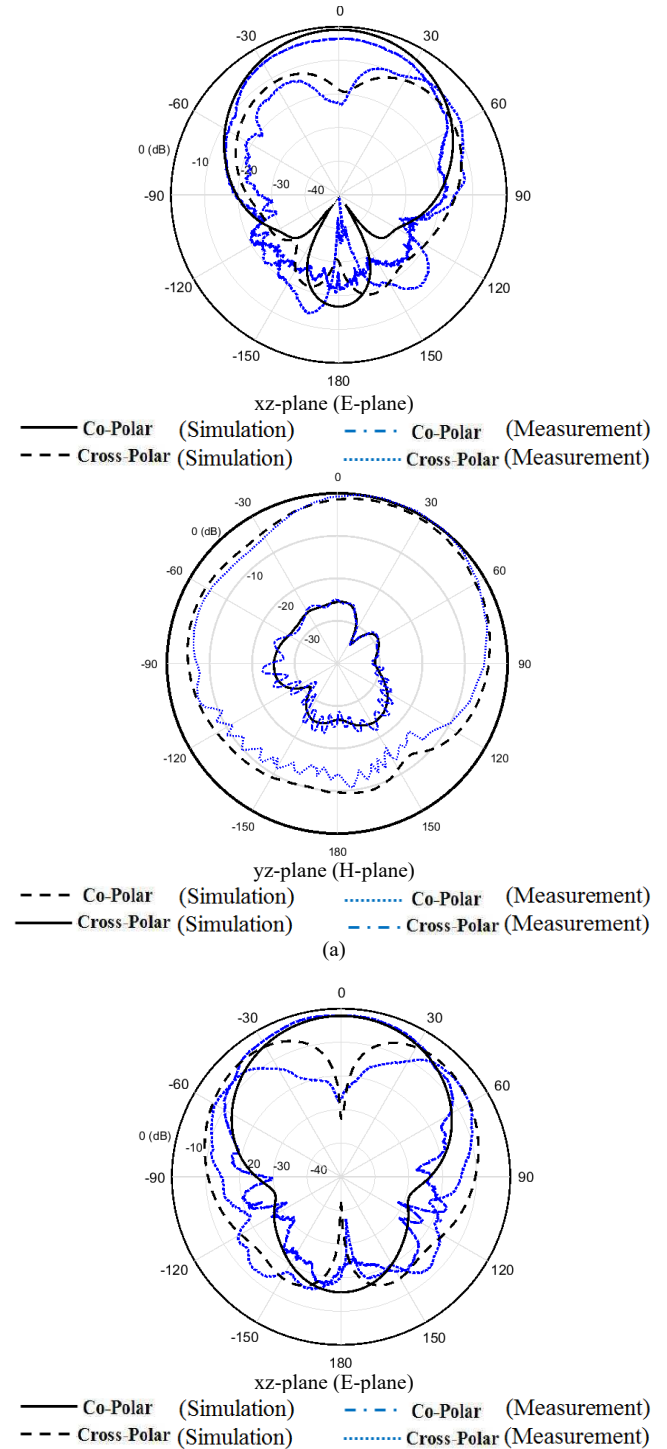 0
-30 30
-60 60
0 (dB)
-10
-20
-30
-40
-90 90
-120 120
-150 150
180
xz-plane (E-plane)
Co-Polar (Simulation) Co-Polar (Measurement)
Cross-Polar (Simulation) Cross-Polar (Measurement)
0
-30 30
0 (dB)
-60 60
-10
-20
-30
-90 90
-120 120
-150 150
180
yz-plane (H-plane)
Co-Polar (Simulation) Co-Polar (Measurement)
Cross-Polar (Simulation) Cross-Polar (Measurement)
(a)
0
-30 30
-60 60
0 (dB)
-10
20
-30
-40
-90 90
-120 120
-150 150
180
xz-plane (E-plane)
Co-Polar (Simulation) Co-Polar (Measurement)
Cross-Polar (Simulation) Cross-Polar (Measurement)